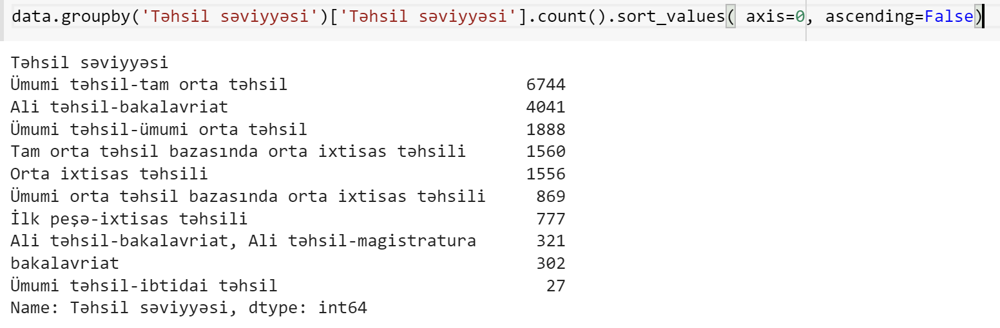 data.groupby('Təhsil səviyyəsi')['Təhsil səviyyəsi'].count().sort_values( axis=0, ascending=False)
Təhsil səviyyəsi
Ümumi təhsil-tam orta təhsil 6744
Ali təhsil-bakalavriat 4041
Ümumi təhsil-ümumi orta təhsil 1888
Tam orta təhsil bazasında orta ixtisas təhsili 1560
Orta ixtisas təhsili 1556
Ümumi orta təhsil bazasında orta ixtisas təhsili 869
İlk peşə-ixtisas təhsili 777
Ali təhsil-bakalavriat, Ali təhsil-magistratura 321
bakalavriat 302
Ümumi təhsil-ibtidai təhsil 27
Name: Təhsil səviyyəsi, dtype: int64